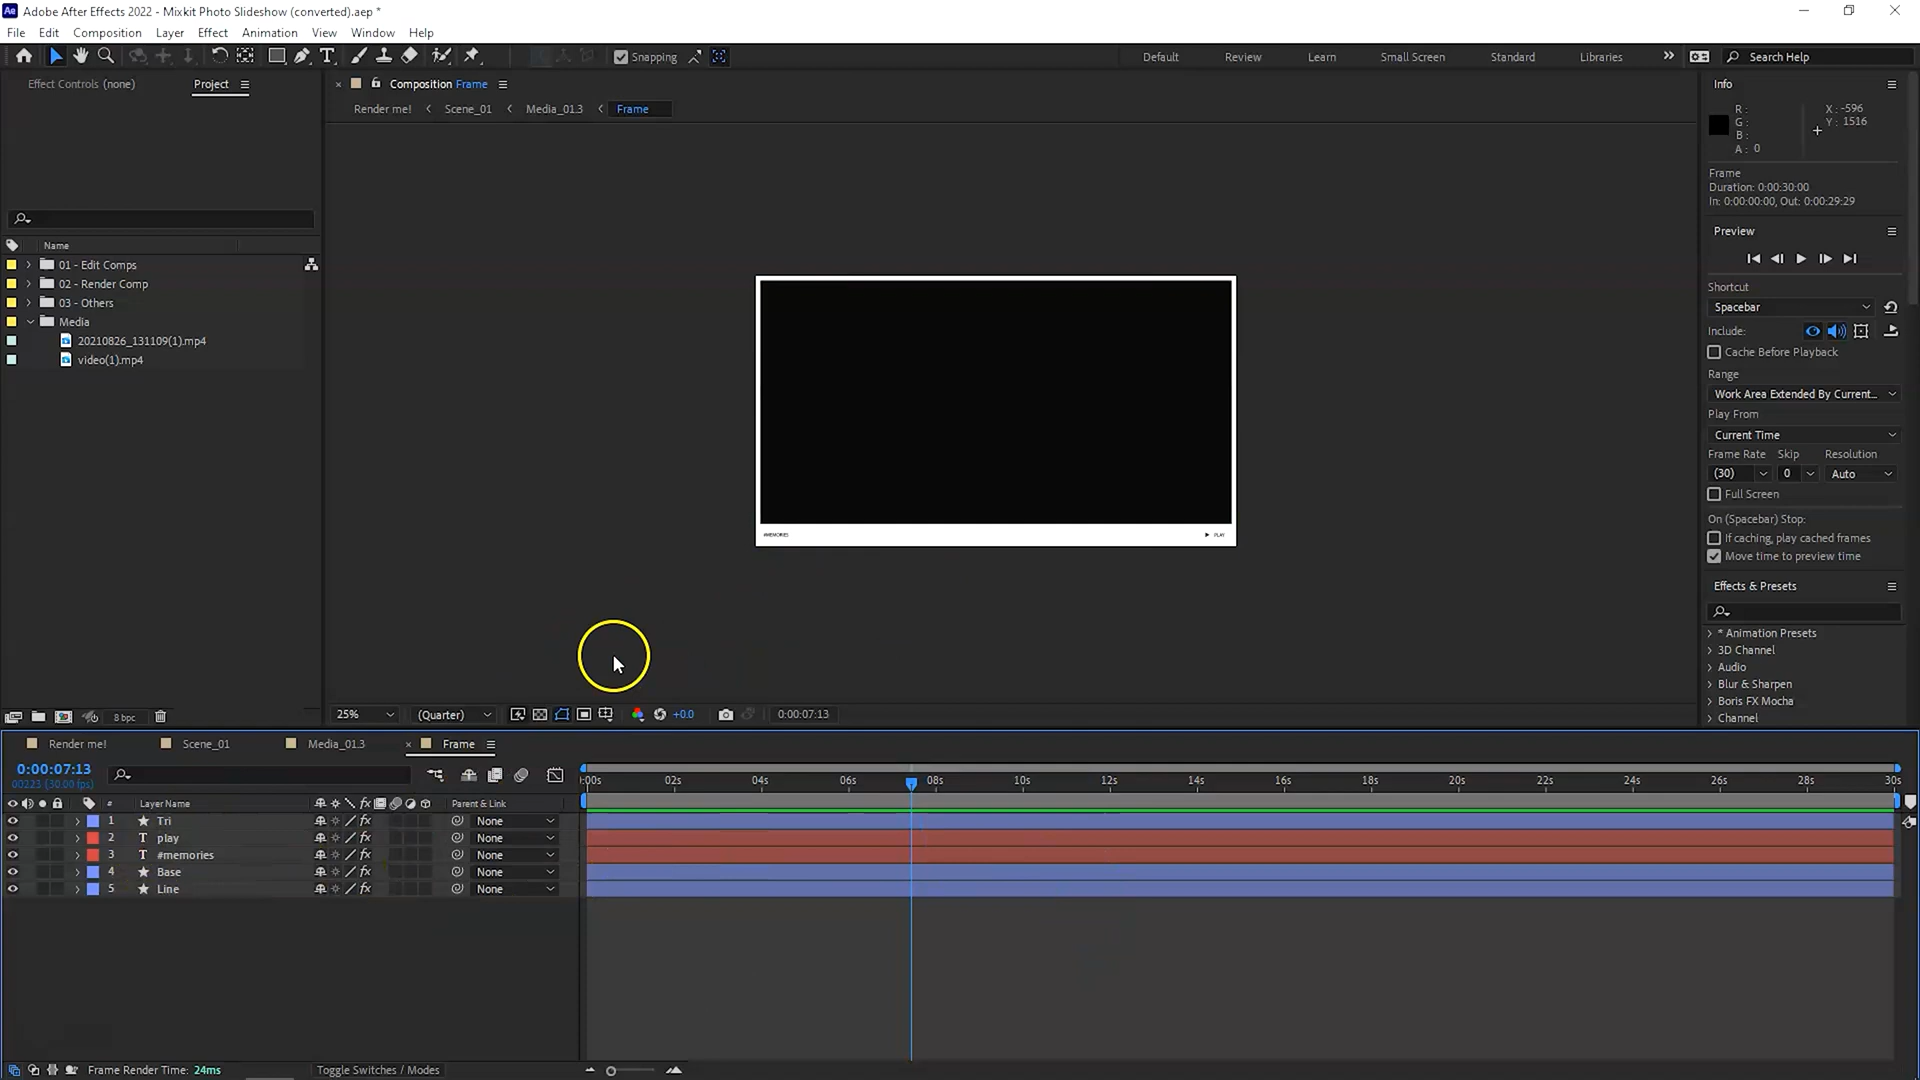 Adobe After Effects 2022 - Mixkit Photo Slideshow (converted).aep *
File Edit Composition Layer Effect Animation View Window Help
Snapping Default Review Learn Small Screen Standard Libraries Search Help
Effect Controls (none) Project
Composition Frame
Render me! Scene_01 Media_01.3 Frame
Name
01 - Edit Comps
02 - Render Comp
03 - Others
Media
20210826_131109(1).mp4
video(1).mp4
8 bpc
#MEMORIES
PLAY
25% (Quarter) +0.0 0:00:07:13
Info
R :
G :
B :
A : 0
X : -596
Y : 1516
Frame
Duration: 0:00:30:00
In: 0:00:00:00, Out: 0:00:29:29
Preview
Shortcut
Spacebar
Include:
Cache Before Playback
Range
Work Area Extended By Current...
Play From
Current Time
Frame Rate Skip Resolution
(30) 0 Auto
Full Screen
On (Spacebar) Stop:
If caching, play cached frames
Move time to preview time
Effects & Presets
* Animation Presets
3D Channel
Audio
Blur & Sharpen
Boris FX Mocha
Channel
Render me! Scene_01 Media_01.3 Frame
0:00:07:13
00223 (30.00 fps)
:00s 02s 04s 06s 08s 10s 12s 14s 16s 18s 20s 22s 24s 26s 28s 30s
# Layer Name fx Parent & Link
1 Tri fx None
2 T play fx None
3 T #memories fx None
4 Base fx None
5 Line fx None
Frame Render Time: 24ms Toggle Switches / Modes